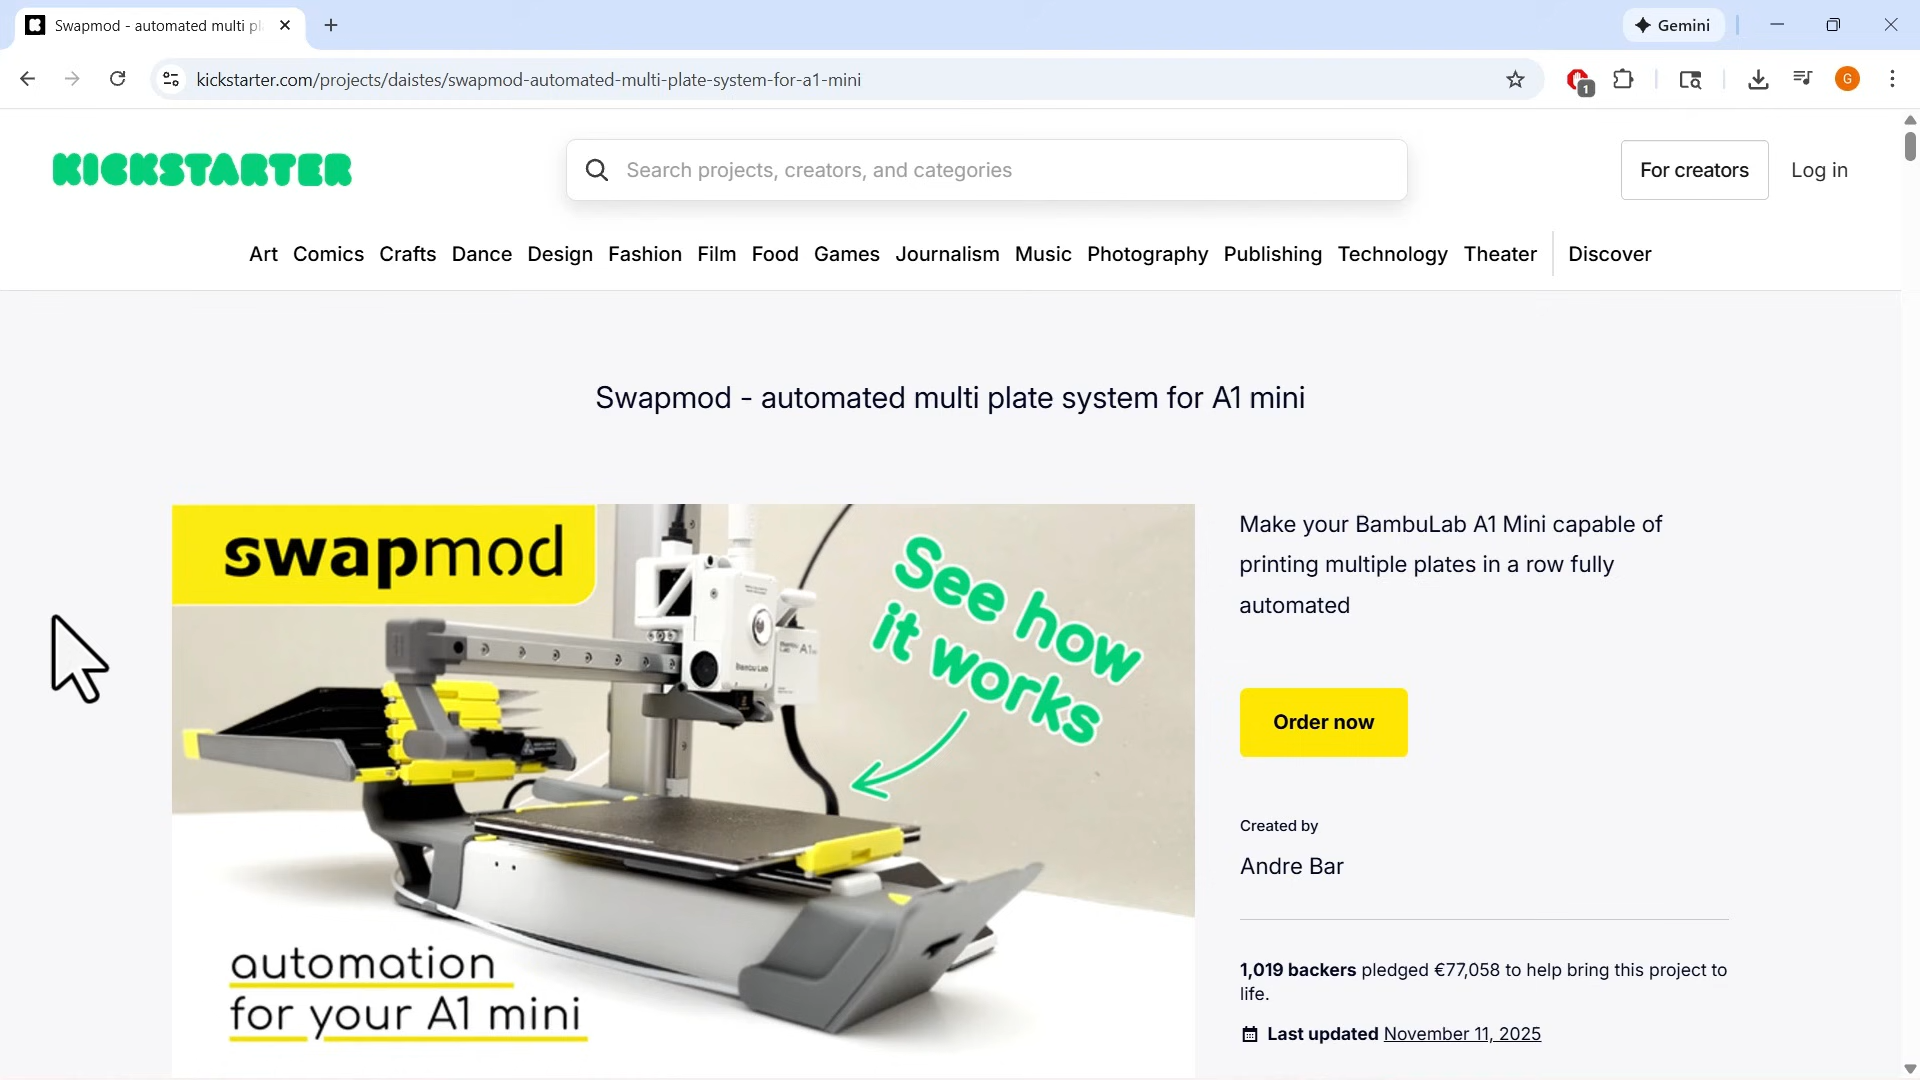 Swapmod - automated multi pl
Gemini
kickstarter.com/projects/daistes/swapmod-automated-multi-plate-system-for-a1-mini
1
G
KICKSTARTER
Search projects, creators, and categories
For creators
Log in
Art Comics Crafts Dance Design Fashion Film Food Games Journalism Music Photography Publishing Technology Theater Discover
Swapmod - automated multi plate system for A1 mini
swapmod
See how
it works
Bambu Lab
A1
automation
for your A1 mini
Make your BambuLab A1 Mini capable of
printing multiple plates in a row fully
automated
Order now
Created by
Andre Bar
1,019 backers pledged €77,058 to help bring this project to
life.
Last updated November 11, 2025